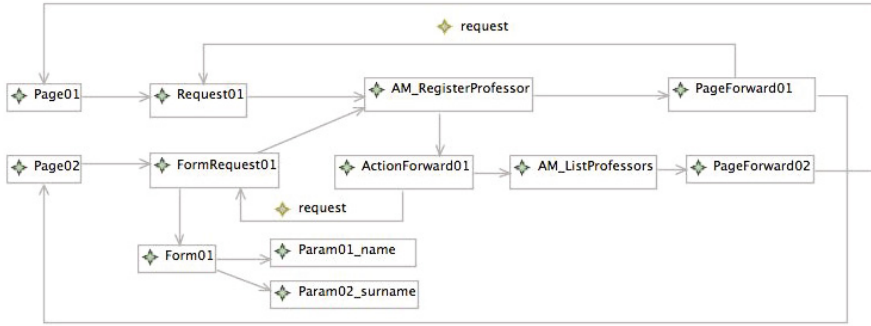 request
Page01
Request01
AM_RegisterProfessor
PageForward01
Page02
FormRequest01
ActionForward01
AM_ListProfessors
PageForward02
request
Form01
Param01_name
Param02_surname